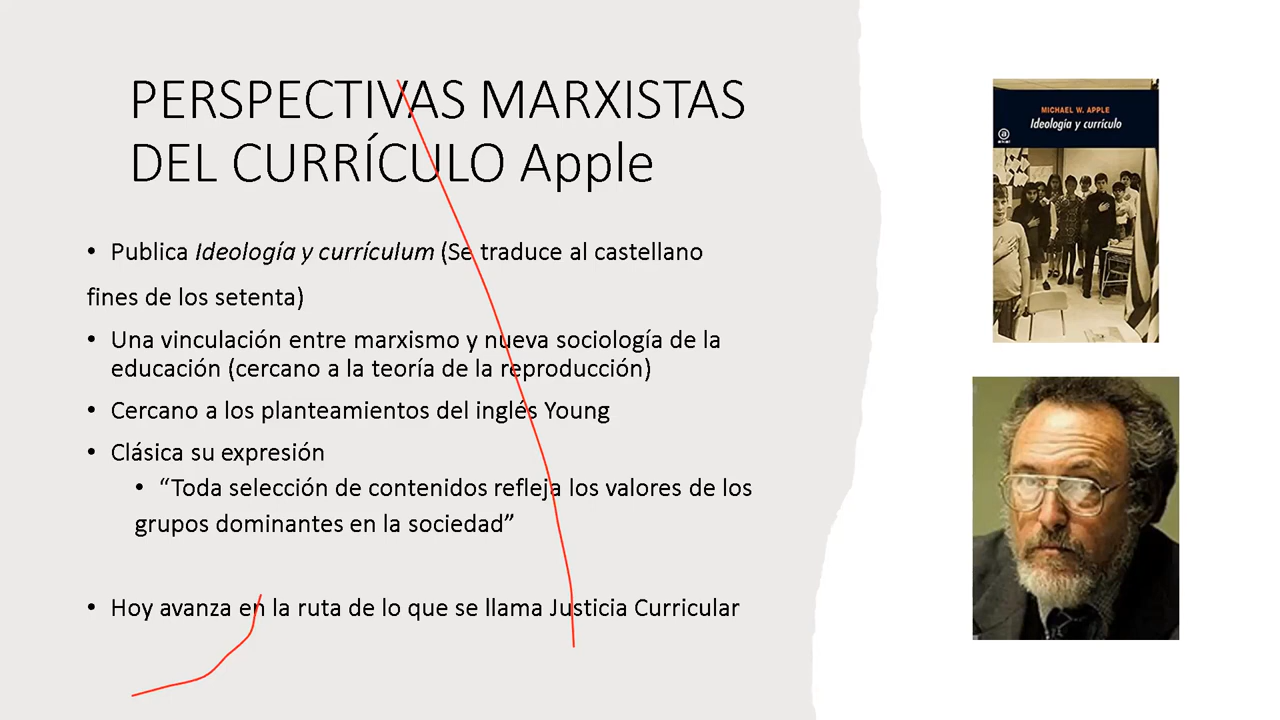 PERSPECTIVAS MARXISTAS
DEL CURRÍCULO Apple
• Publica Ideología y currículum (Se traduce al castellano
fines de los setenta)
• Una vinculación entre marxismo y nueva sociología de la
educación (cercano a la teoría de la reproducción)
• Cercano a los planteamientos del inglés Young
• Clásica su expresión
• “Toda selección de contenidos refleja los valores de los
grupos dominantes en la sociedad”
• Hoy avanza en la ruta de lo que se llama Justicia Curricular
MICHAEL W. APPLE
Ideología y currículo